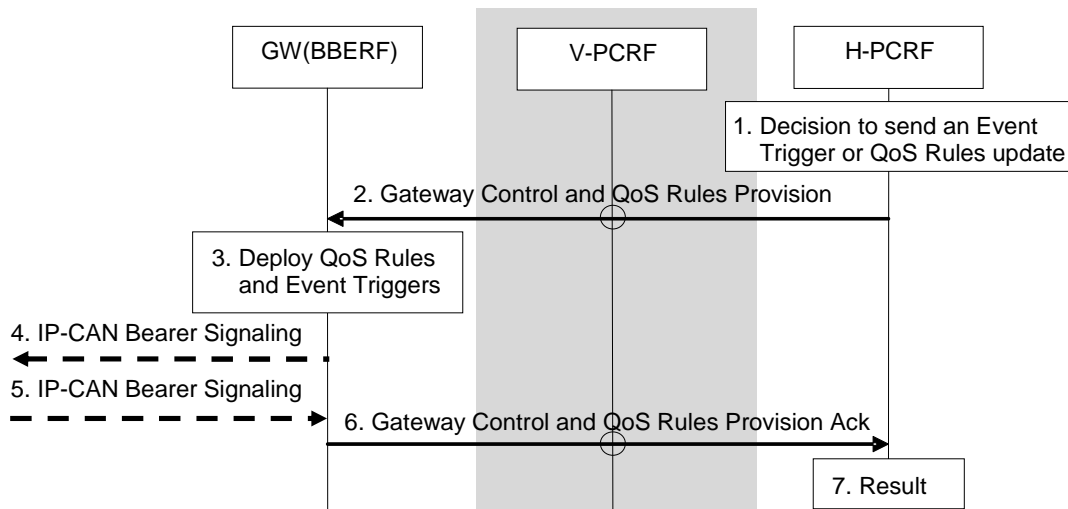 GW(BBERF)
V-PCRF
H-PCRF
1. Decision to send an Event
Trigger or QoS Rules update
2. Gateway Control and QoS Rules Provision
3. Deploy QoS Rules
and Event Triggers
4. IP-CAN Bearer Signaling
5. IP-CAN Bearer Signaling
6. Gateway Control and QoS Rules Provision Ack
7. Result